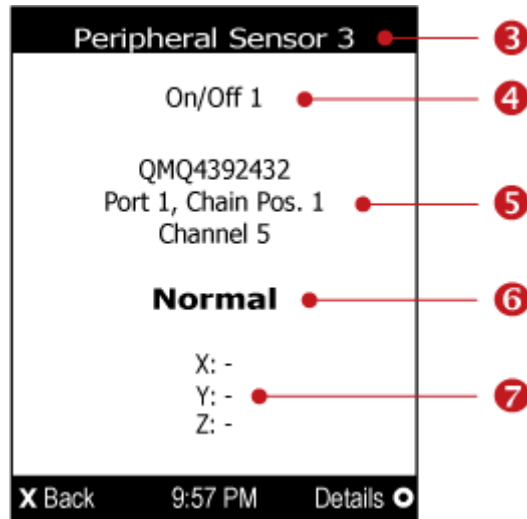 Peripheral Sensor 3
3
On/Off 1
4
QMQ4392432
Port 1, Chain Pos. 1
5
Channel 5
Normal
6
X: -
Y: -
7
Z: -
X Back 9:57 PM Details O